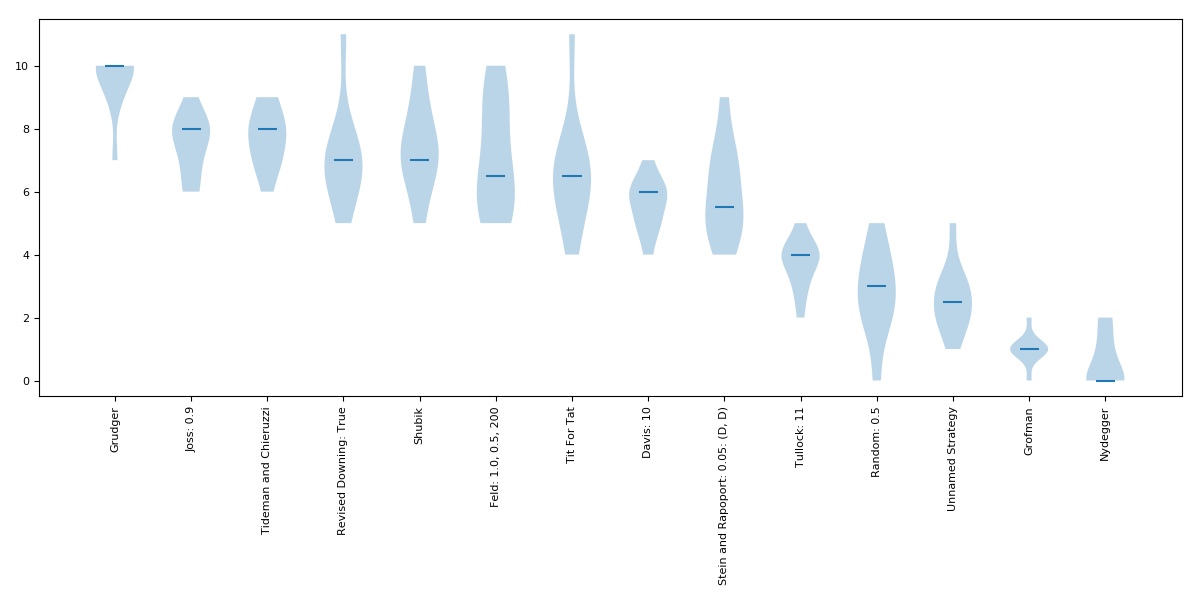 10
8
6
4
2
0
Grudger
Joss: 0.9
Tideman and Chieruzzi
Revised Downing: True
Shubik
Feld: 1.0, 0.5, 200
Tit For Tat
Davis: 10
Stein and Rapoport: 0.05: (D, D)
Tullock: 11
Random: 0.5
Unnamed Strategy
Grofman
Nydegger